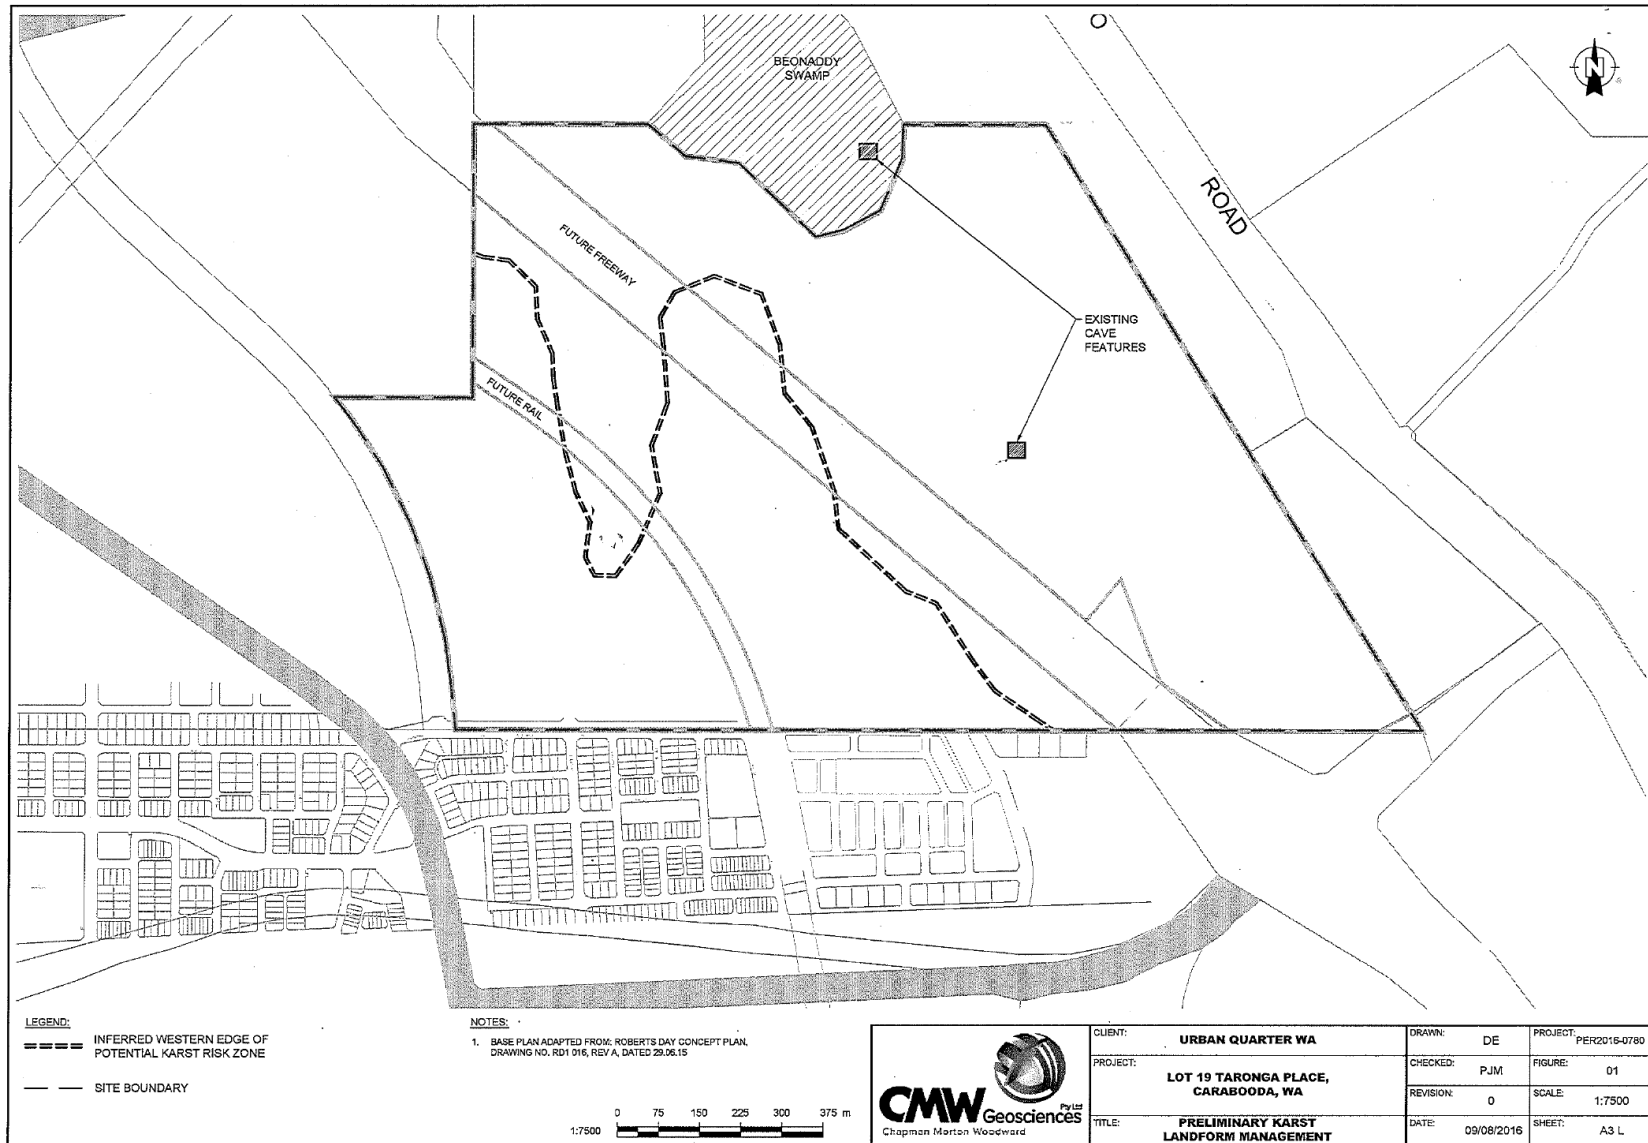 O
BEONADDY
SWAMP
N
ROAD
FUTURE FREEWAY
EXISTING
CAVE
FEATURES
FUTURE RAIL
LEGEND:
INFERRED WESTERN EDGE OF
POTENTIAL KARST RISK ZONE
SITE BOUNDARY
NOTES:
1. BASE PLAN ADAPTED FROM: ROBERTS DAY CONCEPT PLAN,
DRAWING NO. RD1 016, REV A, DATED 29.06.15
1:7500
0 75 150 225 300 375 m
CMW Geosciences Pty Ltd
Chapman Morton Woodward
CLIENT: URBAN QUARTER WA
PROJECT: LOT 19 TARONGA PLACE,
CARABOODA, WA
TITLE: PRELIMINARY KARST
LANDFORM MANAGEMENT
DRAWN: DE
PROJECT: PER2016-0780
CHECKED: PJM
FIGURE: 01
REVISION: 0
SCALE: 1:7500
DATE: 09/08/2016
SHEET: A3 L